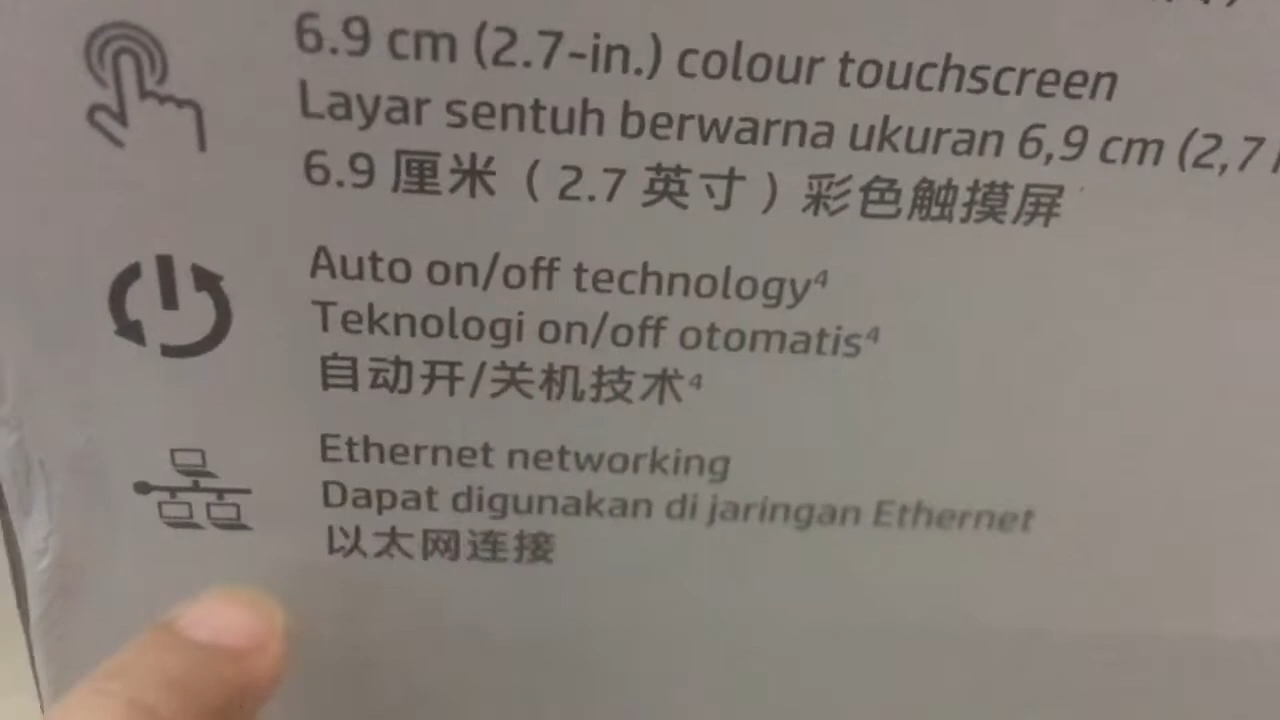 6.9 cm (2.7-in.) colour touchscreen
Layar sentuh berwarna ukuran 6,9 cm (2,7
6.9 厘米（2.7 英寸）彩色触摸屏
Auto on/off technology⁴
Teknologi on/off otomatis⁴
自动开/关机技术⁴
Ethernet networking
Dapat digunakan di jaringan Ethernet
以太网连接